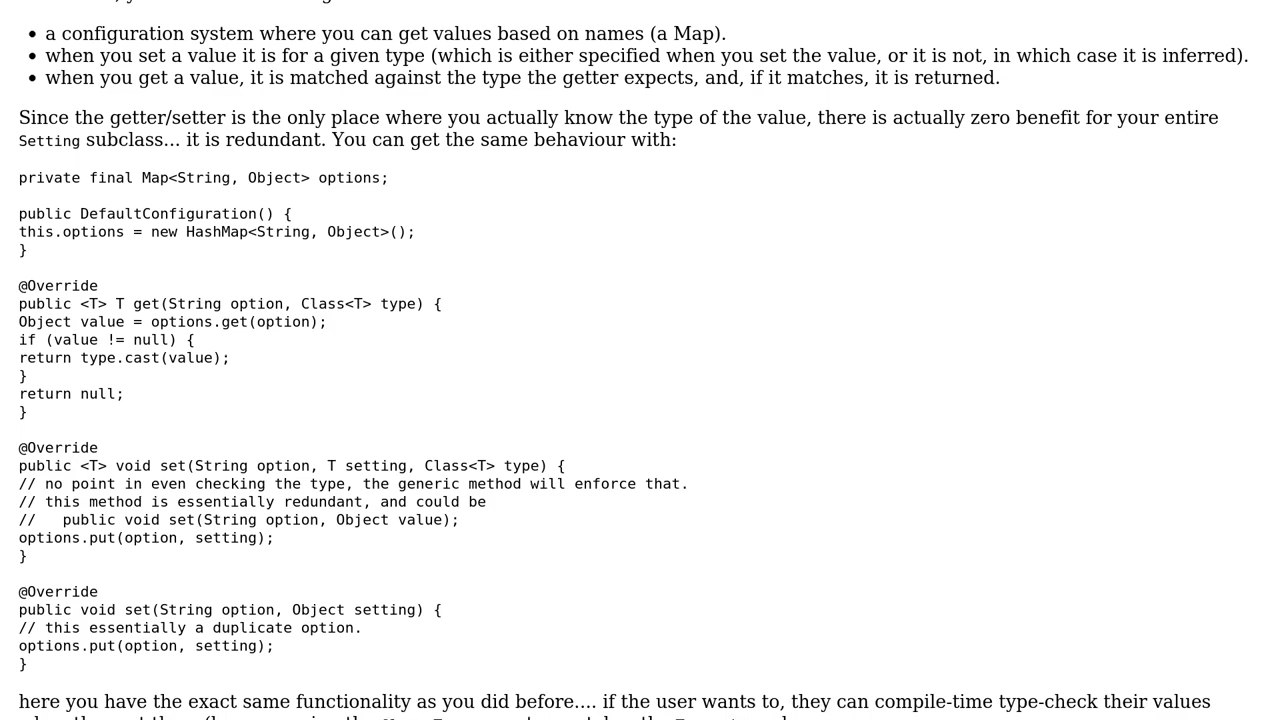 • a configuration system where you can get values based on names (a Map).
• when you set a value it is for a given type (which is either specified when you set the value, or it is not, in which case it is inferred).
• when you get a value, it is matched against the type the getter expects, and, if it matches, it is returned.
Since the getter/setter is the only place where you actually know the type of the value, there is actually zero benefit for your entire
Setting subclass... it is redundant. You can get the same behaviour with:
private final Map<String, Object> options;
public DefaultConfiguration() {
this.options = new HashMap<String, Object>();
}
@Override
public <T> T get(String option, Class<T> type) {
Object value = options.get(option);
if (value != null) {
return type.cast(value);
}
return null;
}
@Override
public <T> void set(String option, T setting, Class<T> type) {
// no point in even checking the type, the generic method will enforce that.
// this method is essentially redundant, and could be
//   public void set(String option, Object value);
options.put(option, setting);
}
@Override
public void set(String option, Object setting) {
// this essentially a duplicate option.
options.put(option, setting);
}
here you have the exact same functionality as you did before.... if the user wants to, they can compile-time type-check their values